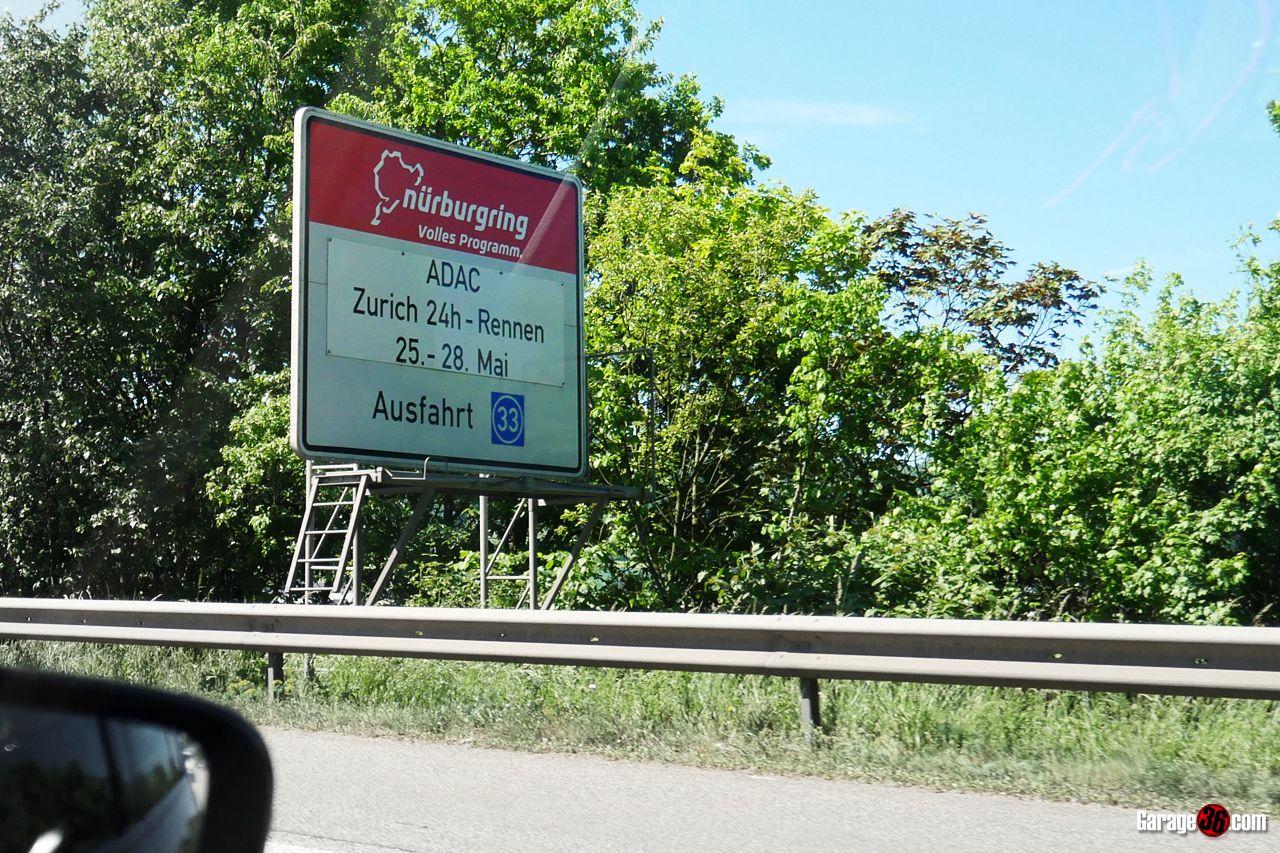 nürburgring
Volles Programm.
ADAC
Zurich 24h-Rennen
25.-28. Mai
Ausfahrt 33
Garage36.com